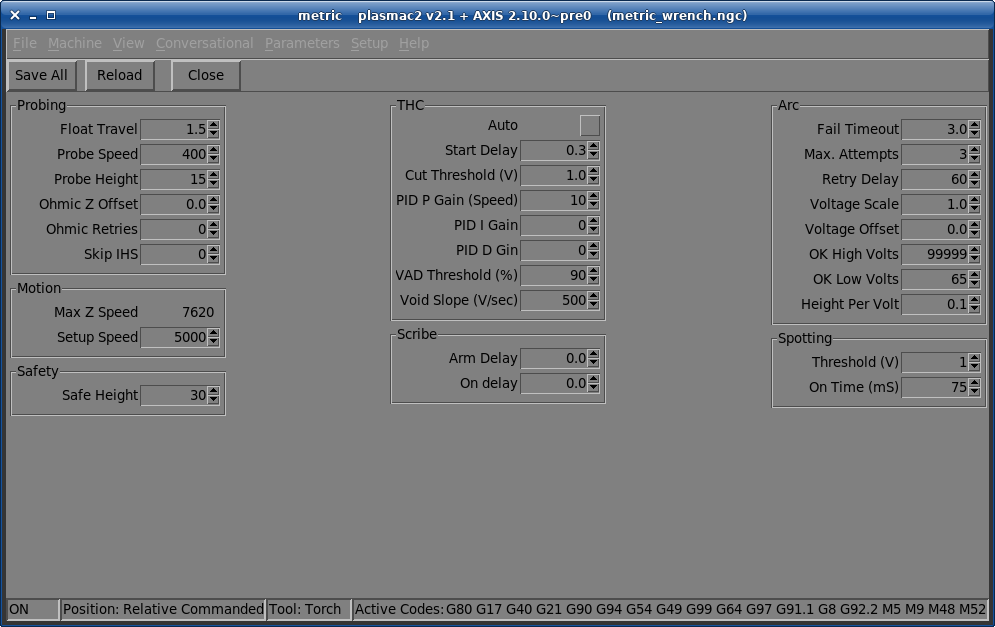 metric plasmac2 v2.1 + AXIS 2.10.0~pre0 (metric_wrench.ngc)
File Machine View Conversational Parameters Setup Help
Save All Reload Close
Probing
Float Travel 1.5
Probe Speed 400
Probe Height 15
Ohmic Z Offset 0.0
Ohmic Retries 0
Skip IHS 0
Motion
Max Z Speed 7620
Setup Speed 5000
Safety
Safe Height 30
THC
Auto
Start Delay 0.3
Cut Threshold (V) 1.0
PID P Gain (Speed) 10
PID I Gain 0
PID D Gin 0
VAD Threshold (%) 90
Void Slope (V/sec) 500
Scribe
Arm Delay 0.0
On delay 0.0
Arc
Fail Timeout 3.0
Max. Attempts 3
Retry Delay 60
Voltage Scale 1.0
Voltage Offset 0.0
OK High Volts 99999
OK Low Volts 65
Height Per Volt 0.1
Spotting
Threshold (V) 1
On Time (mS) 75
ON Position: Relative Commanded Tool: Torch Active Codes: G80 G17 G40 G21 G90 G94 G54 G49 G99 G64 G97 G91.1 G8 G92.2 M5 M9 M48 M52